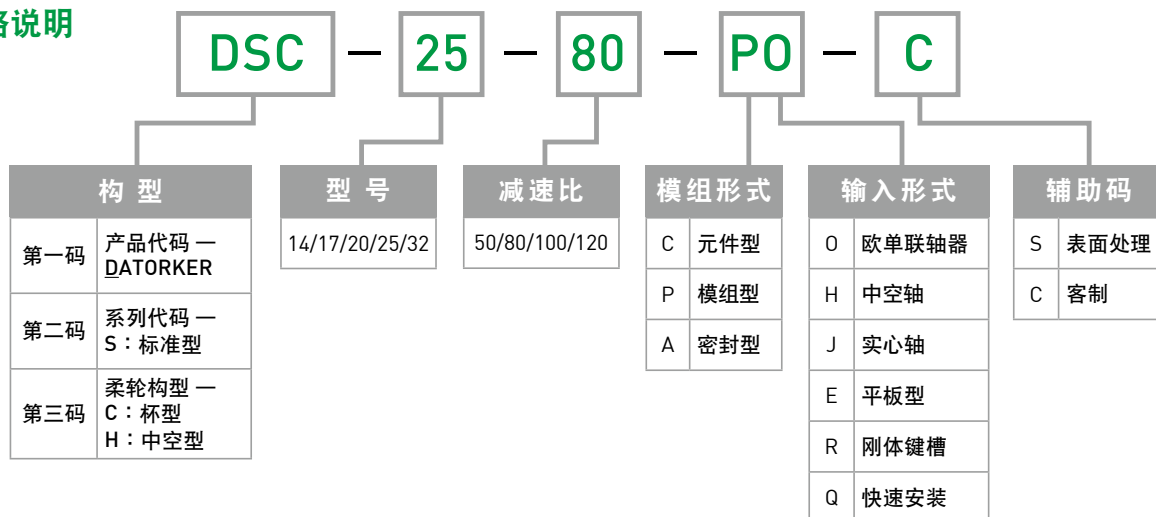 格说明
DSC — 25 — 80 — PO — C
构型
第一码
产品代码 —
DATORKER
第二码
系列代码 —
S：标准型
第三码
柔轮构型 —
C：杯型
H：中空型
型号
14/17/20/25/32
减速比
50/80/100/120
模组形式
C 元件型
P 模组型
A 密封型
输入形式
O 欧单联轴器
H 中空轴
J 实心轴
E 平板型
R 刚体键槽
Q 快速安装
辅助码
S 表面处理
C 客制